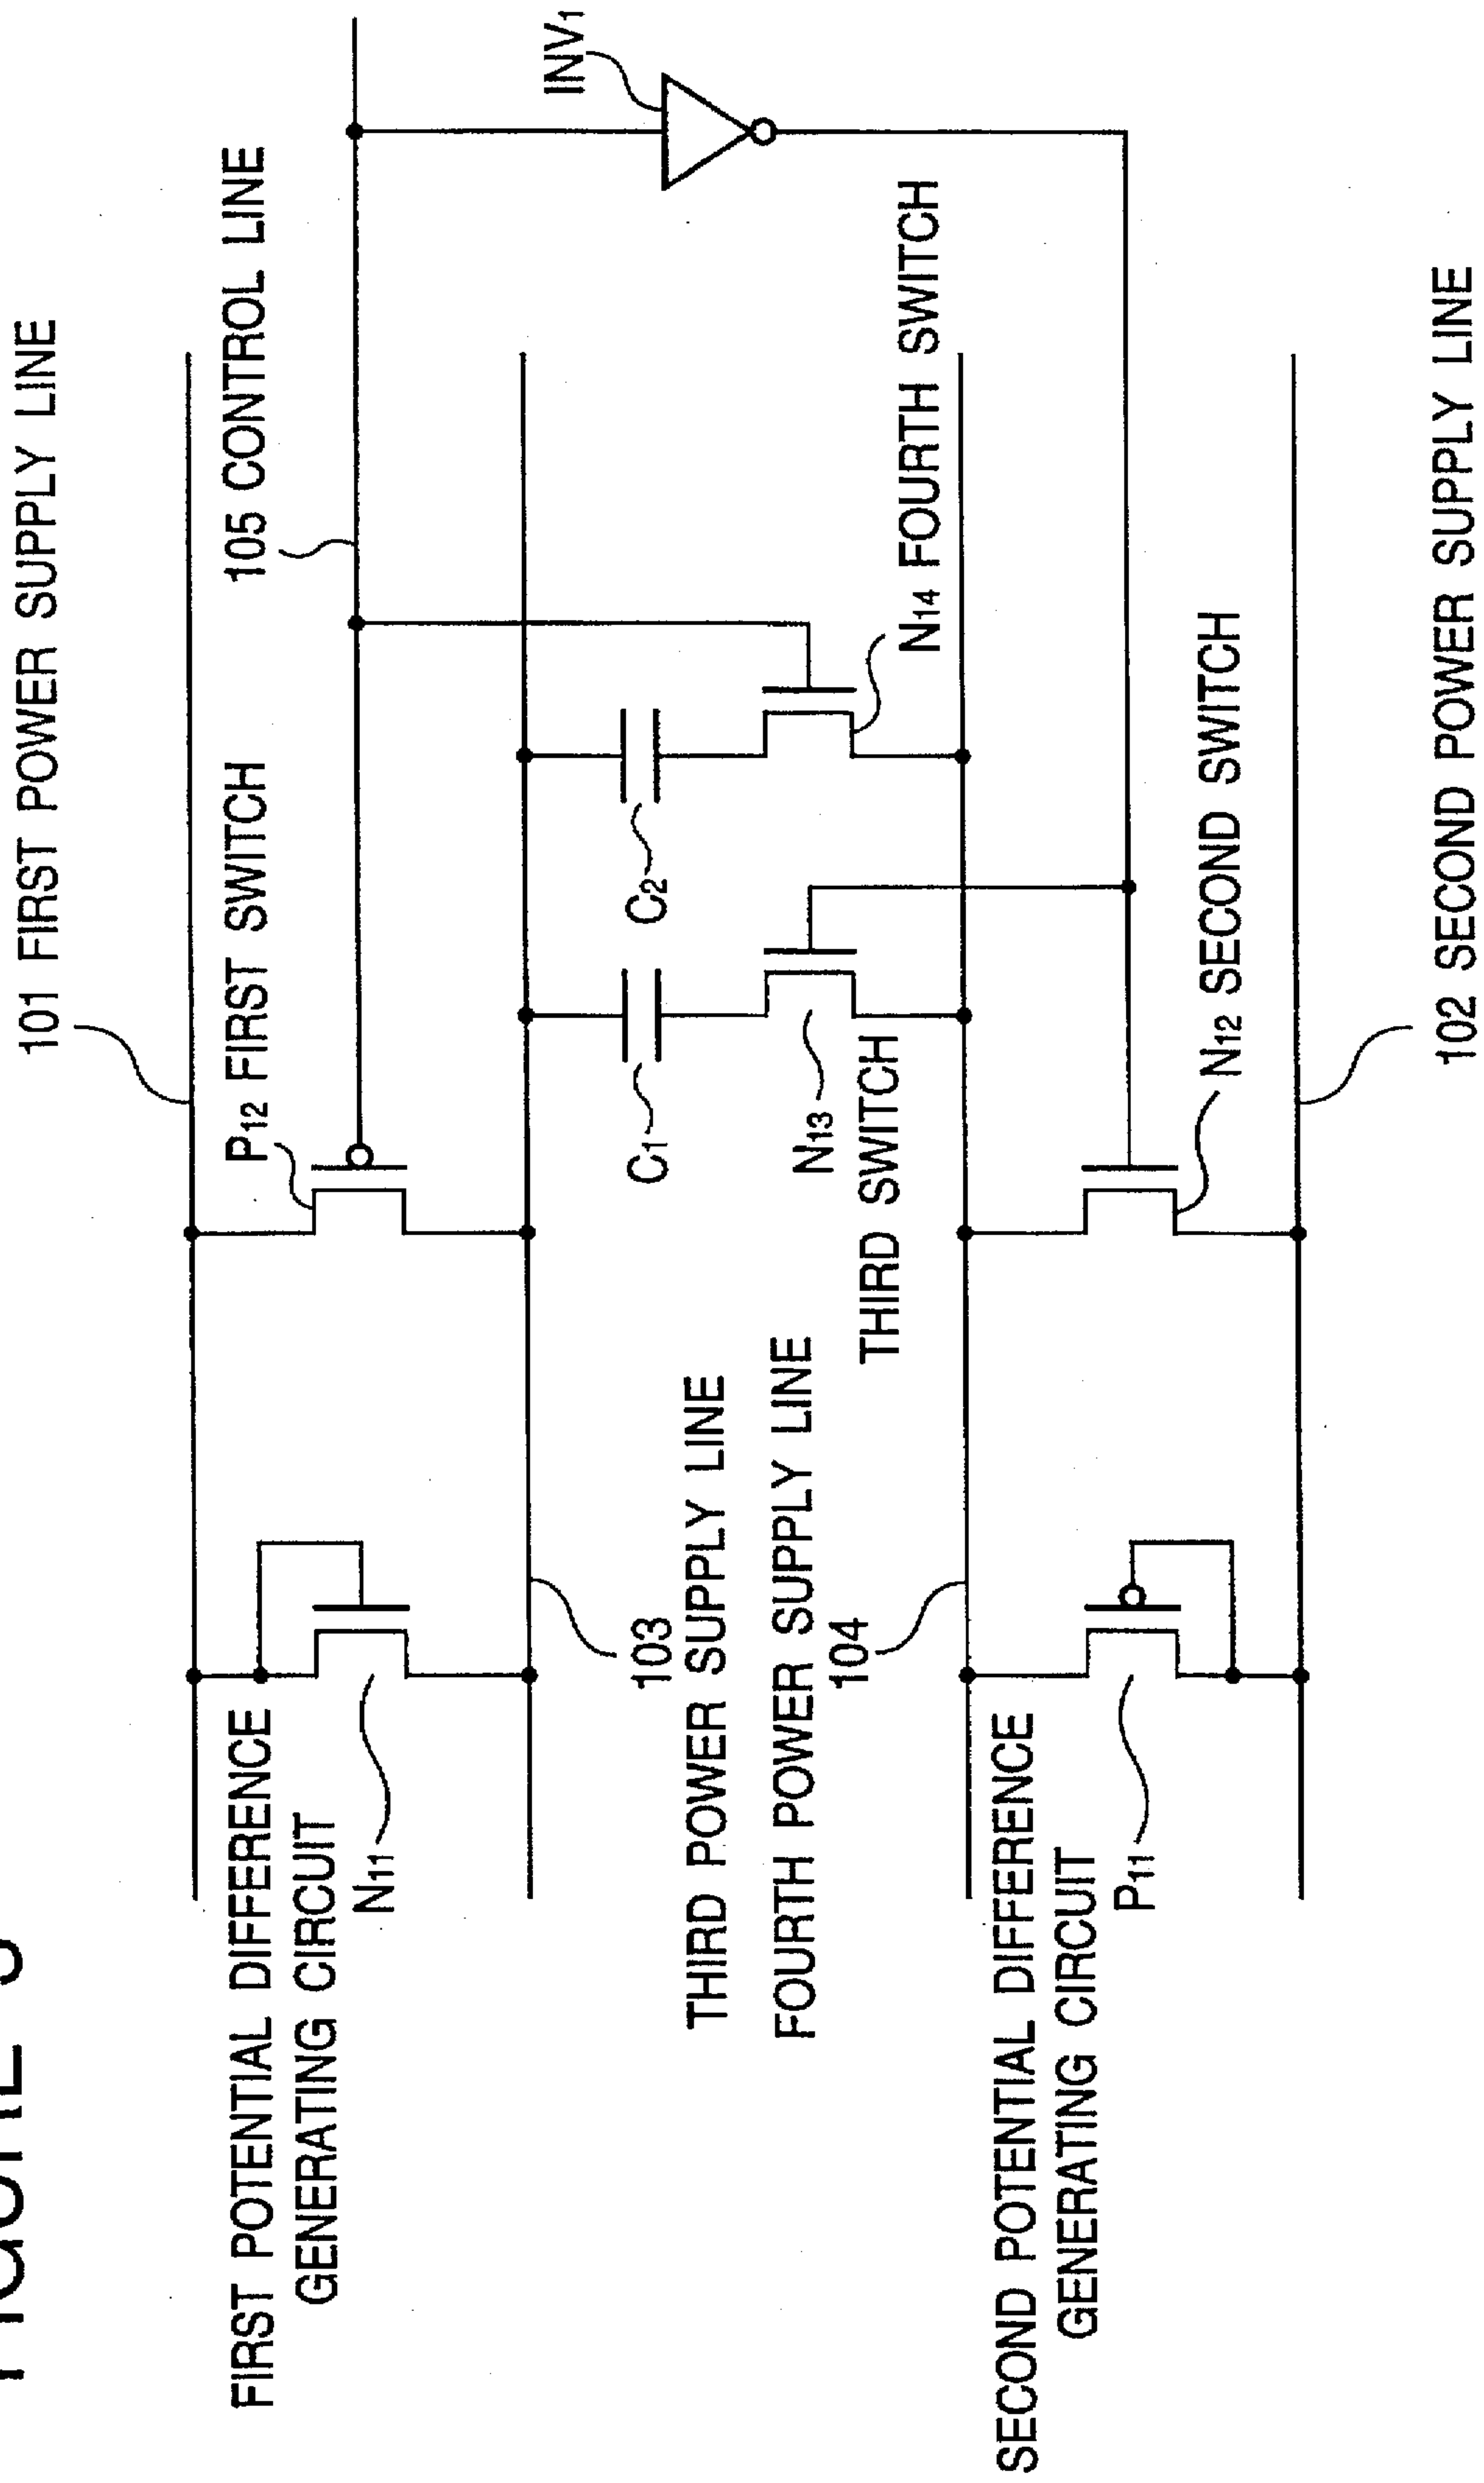 101 FIRST POWER SUPPLY LINE
P12 FIRST SWITCH
105 CONTROL LINE
FIRST POTENTIAL DIFFERENCE
GENERATING CIRCUIT
N11
INV1
103
THIRD POWER SUPPLY LINE
C1
C2
FOURTH POWER SUPPLY LINE
104
N13
THIRD SWITCH
N14 FOURTH SWITCH
SECOND POTENTIAL DIFFERENCE
GENERATING CIRCUIT
P11
N12 SECOND SWITCH
102 SECOND POWER SUPPLY LINE